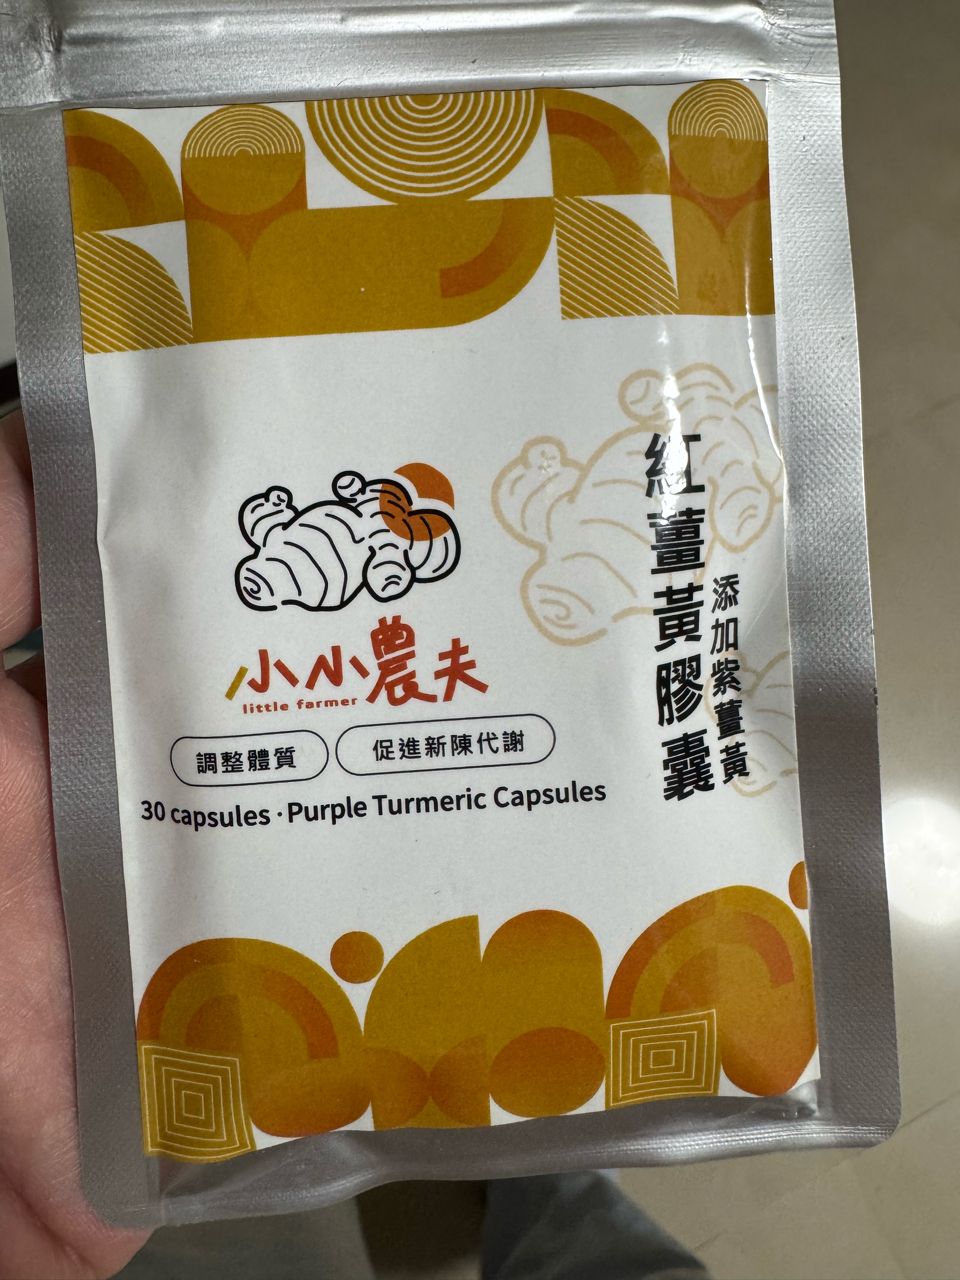 紅薑黃膠囊
添加紫薑黃
小小農夫
little farmer
調整體質
促進新陳代謝
30 capsules · Purple Turmeric Capsules